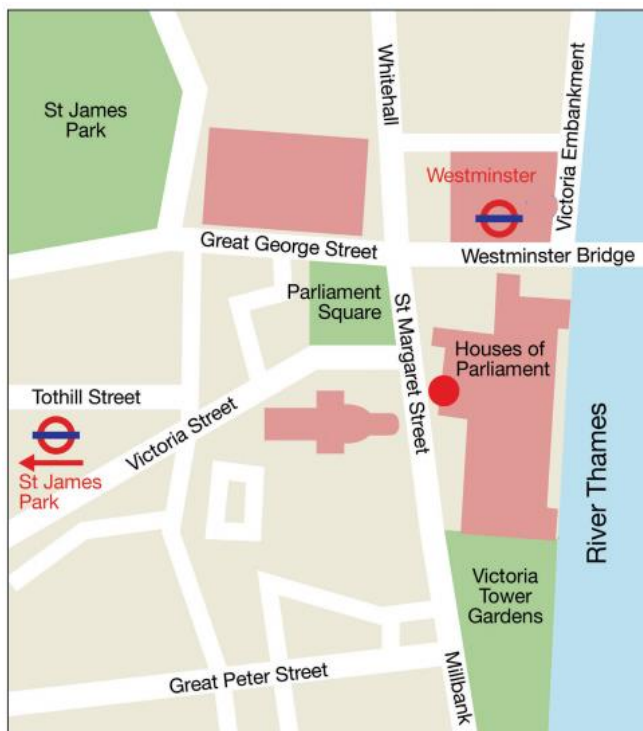 St James
Park
Whitehall
Victoria Embankment
Westminster
Great George Street
Westminster Bridge
Parliament
Square
St Margaret Street
Houses of
Parliament
Tothill Street
Victoria Street
St James
Park
River Thames
Victoria
Tower
Gardens
Great Peter Street
Millbank